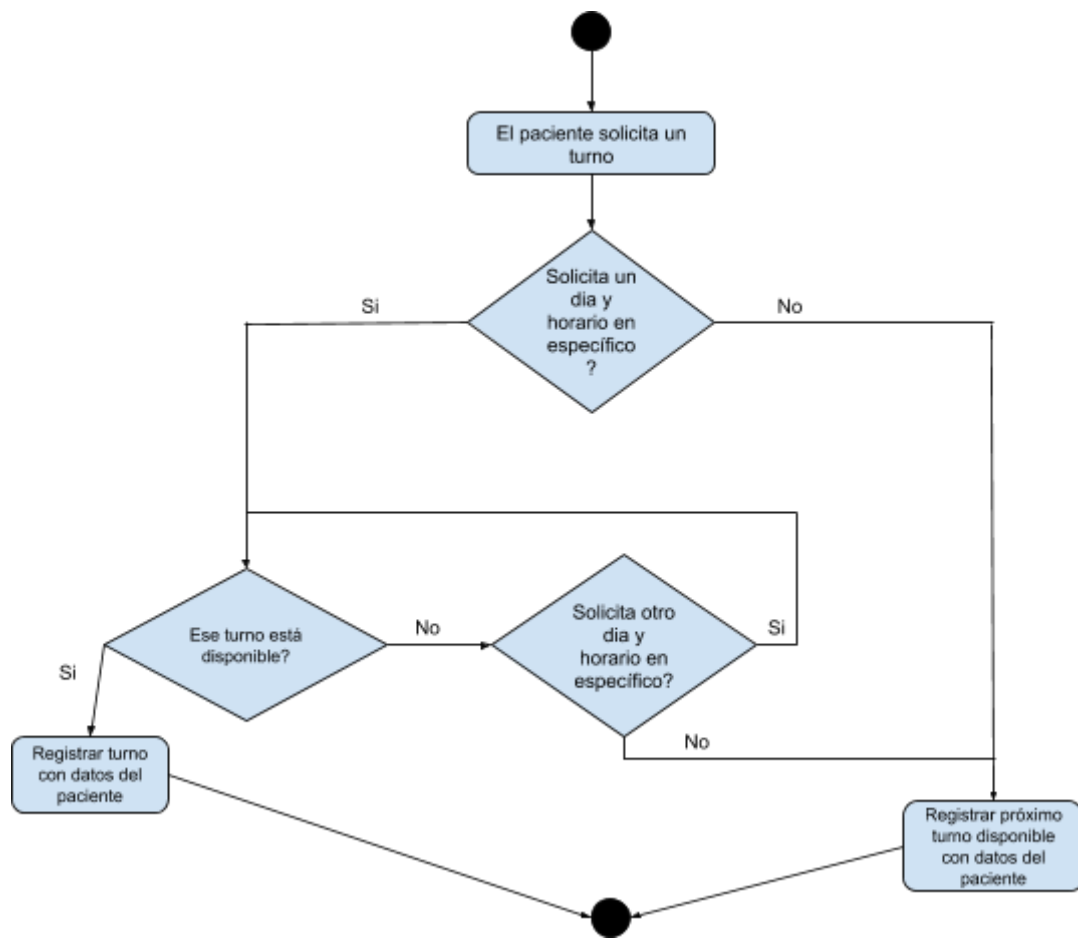 El paciente solicita un
turno
Solicita un
dia y
horario en
específico
?
Si
No
Ese turno está
disponible?
No
Solicita otro
dia y
horario en
específico?
Si
Si
No
Registrar turno
con datos del
paciente
Registrar próximo
turno disponible
con datos del
paciente